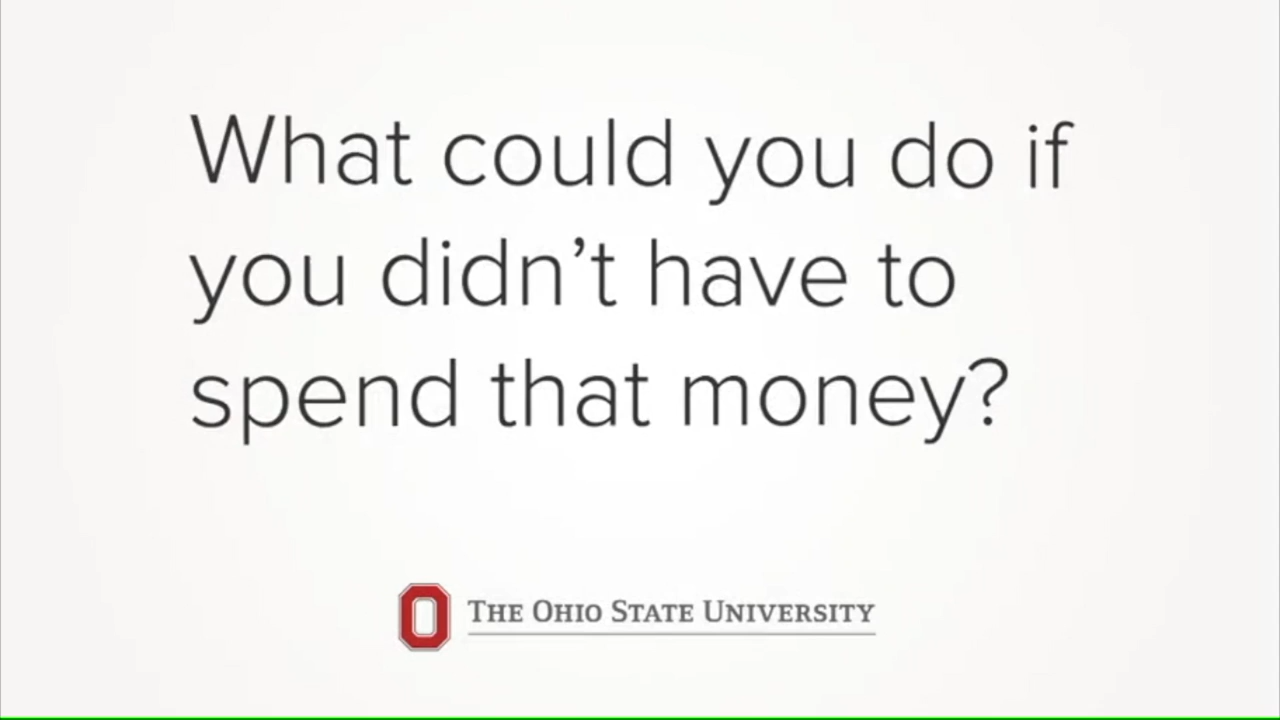 What could you do if
you didn’t have to
spend that money?
THE OHIO STATE UNIVERSITY